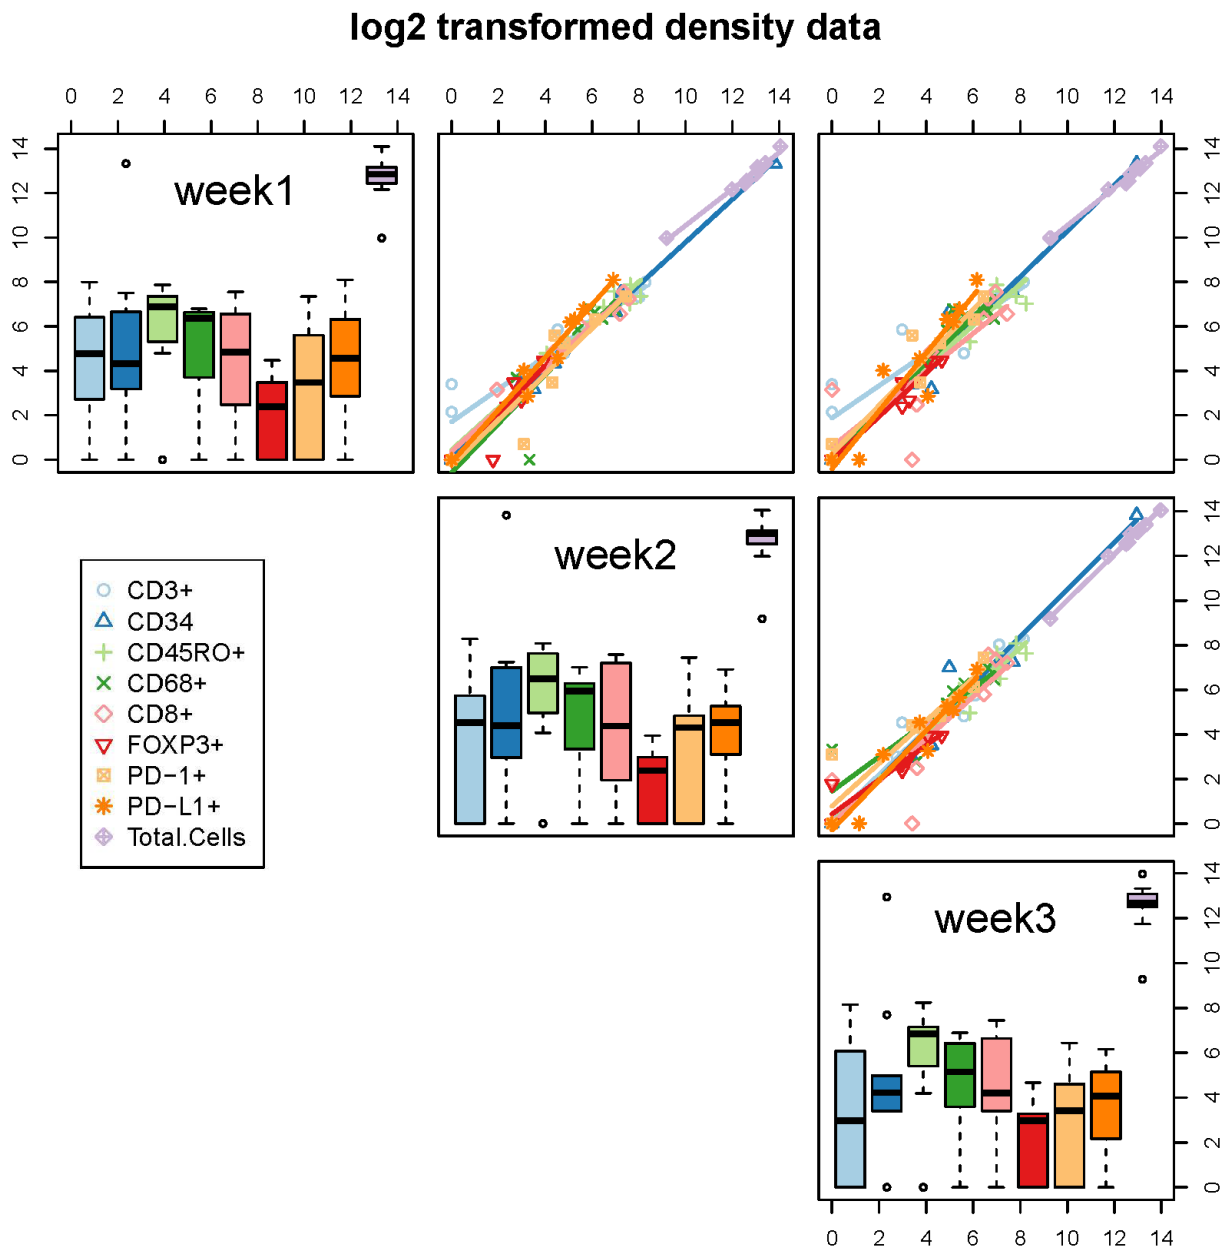 log2 transformed density data
0 2 4 6 8 10 12 14 0 2 4 6 8 10 12 14 0 2 4 6 8 10 12 14
0 2 4 6 8 10 12 14
week1
0 2 4 6 8 10 12 14
week2
0 2 4 6 8 10 12 14
CD3+
CD34
CD45RO+
CD68+
CD8+
FOXP3+
PD-1+
PD-L1+
Total.Cells
week3
0 2 4 6 8 10 12 14
0 2 4 6 8 10 12 14